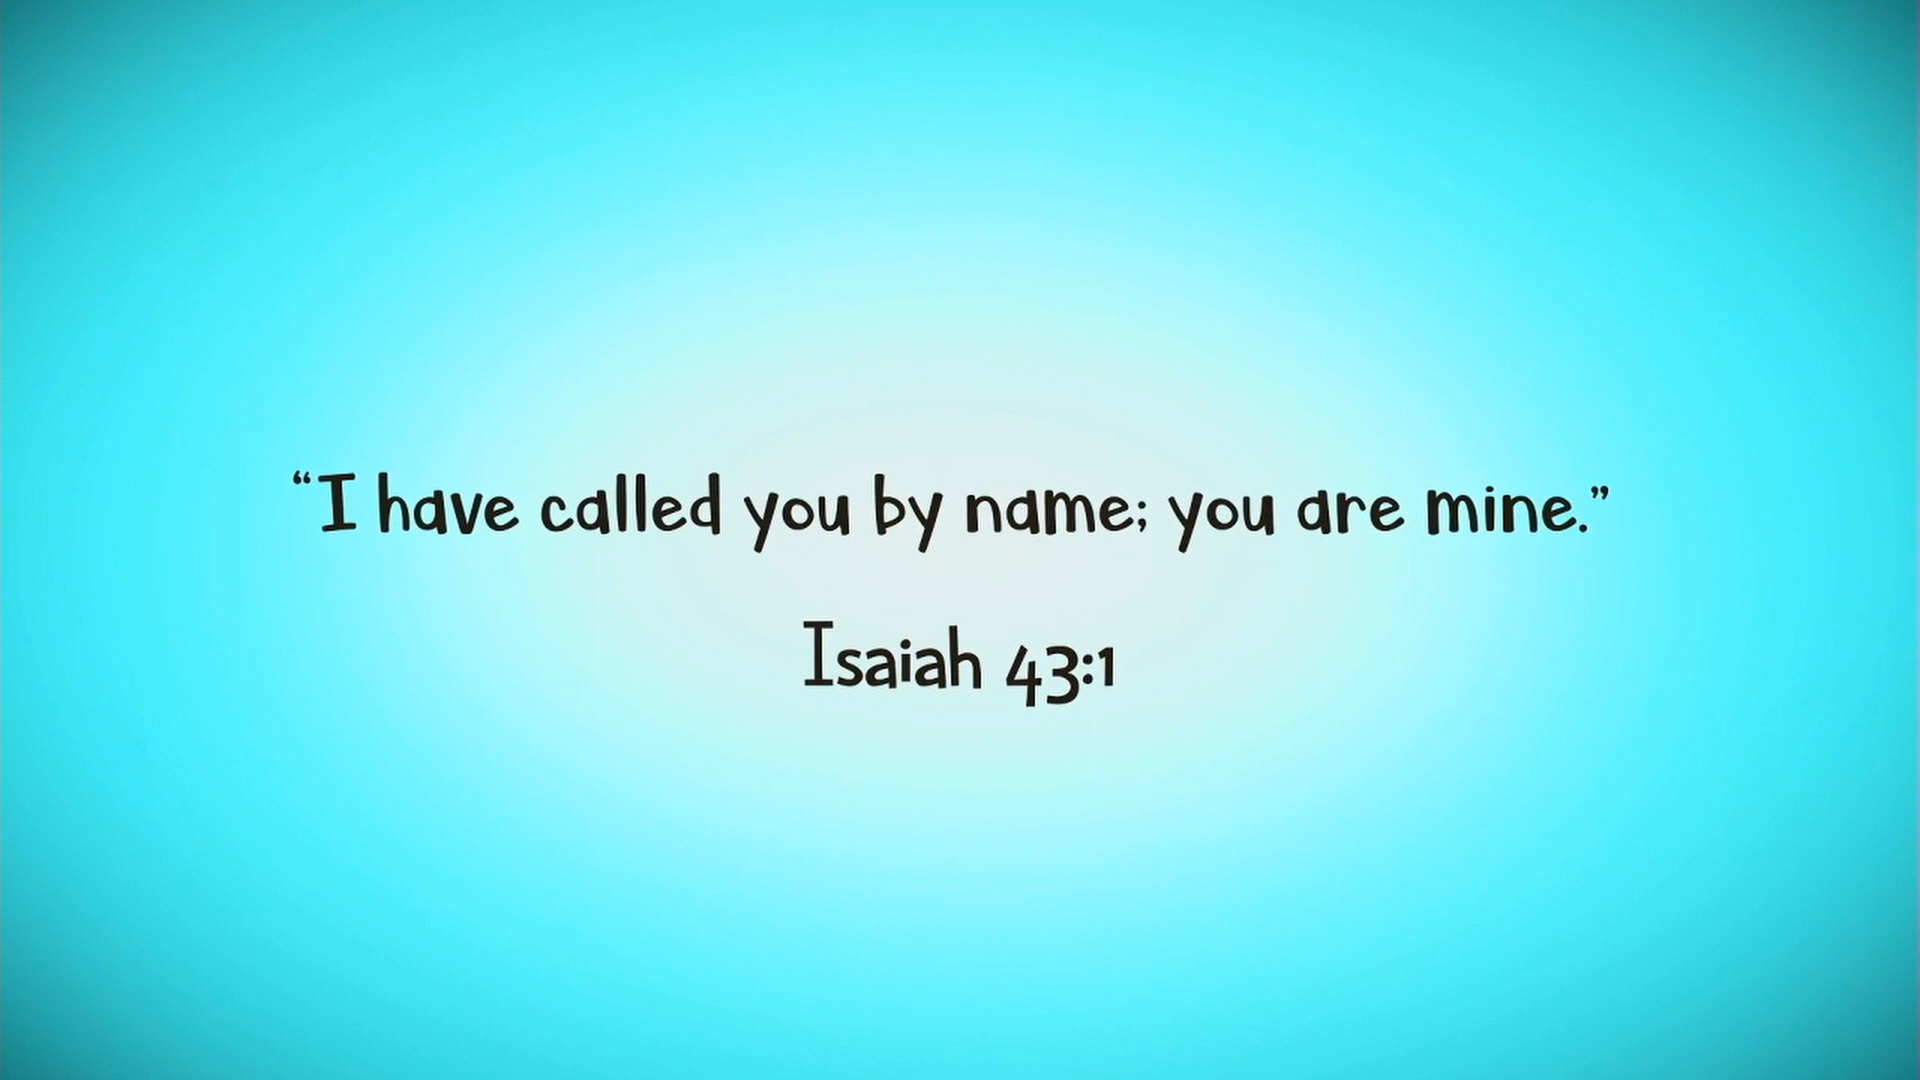 “I have called you by name; you are mine.”
Isaiah 43:1